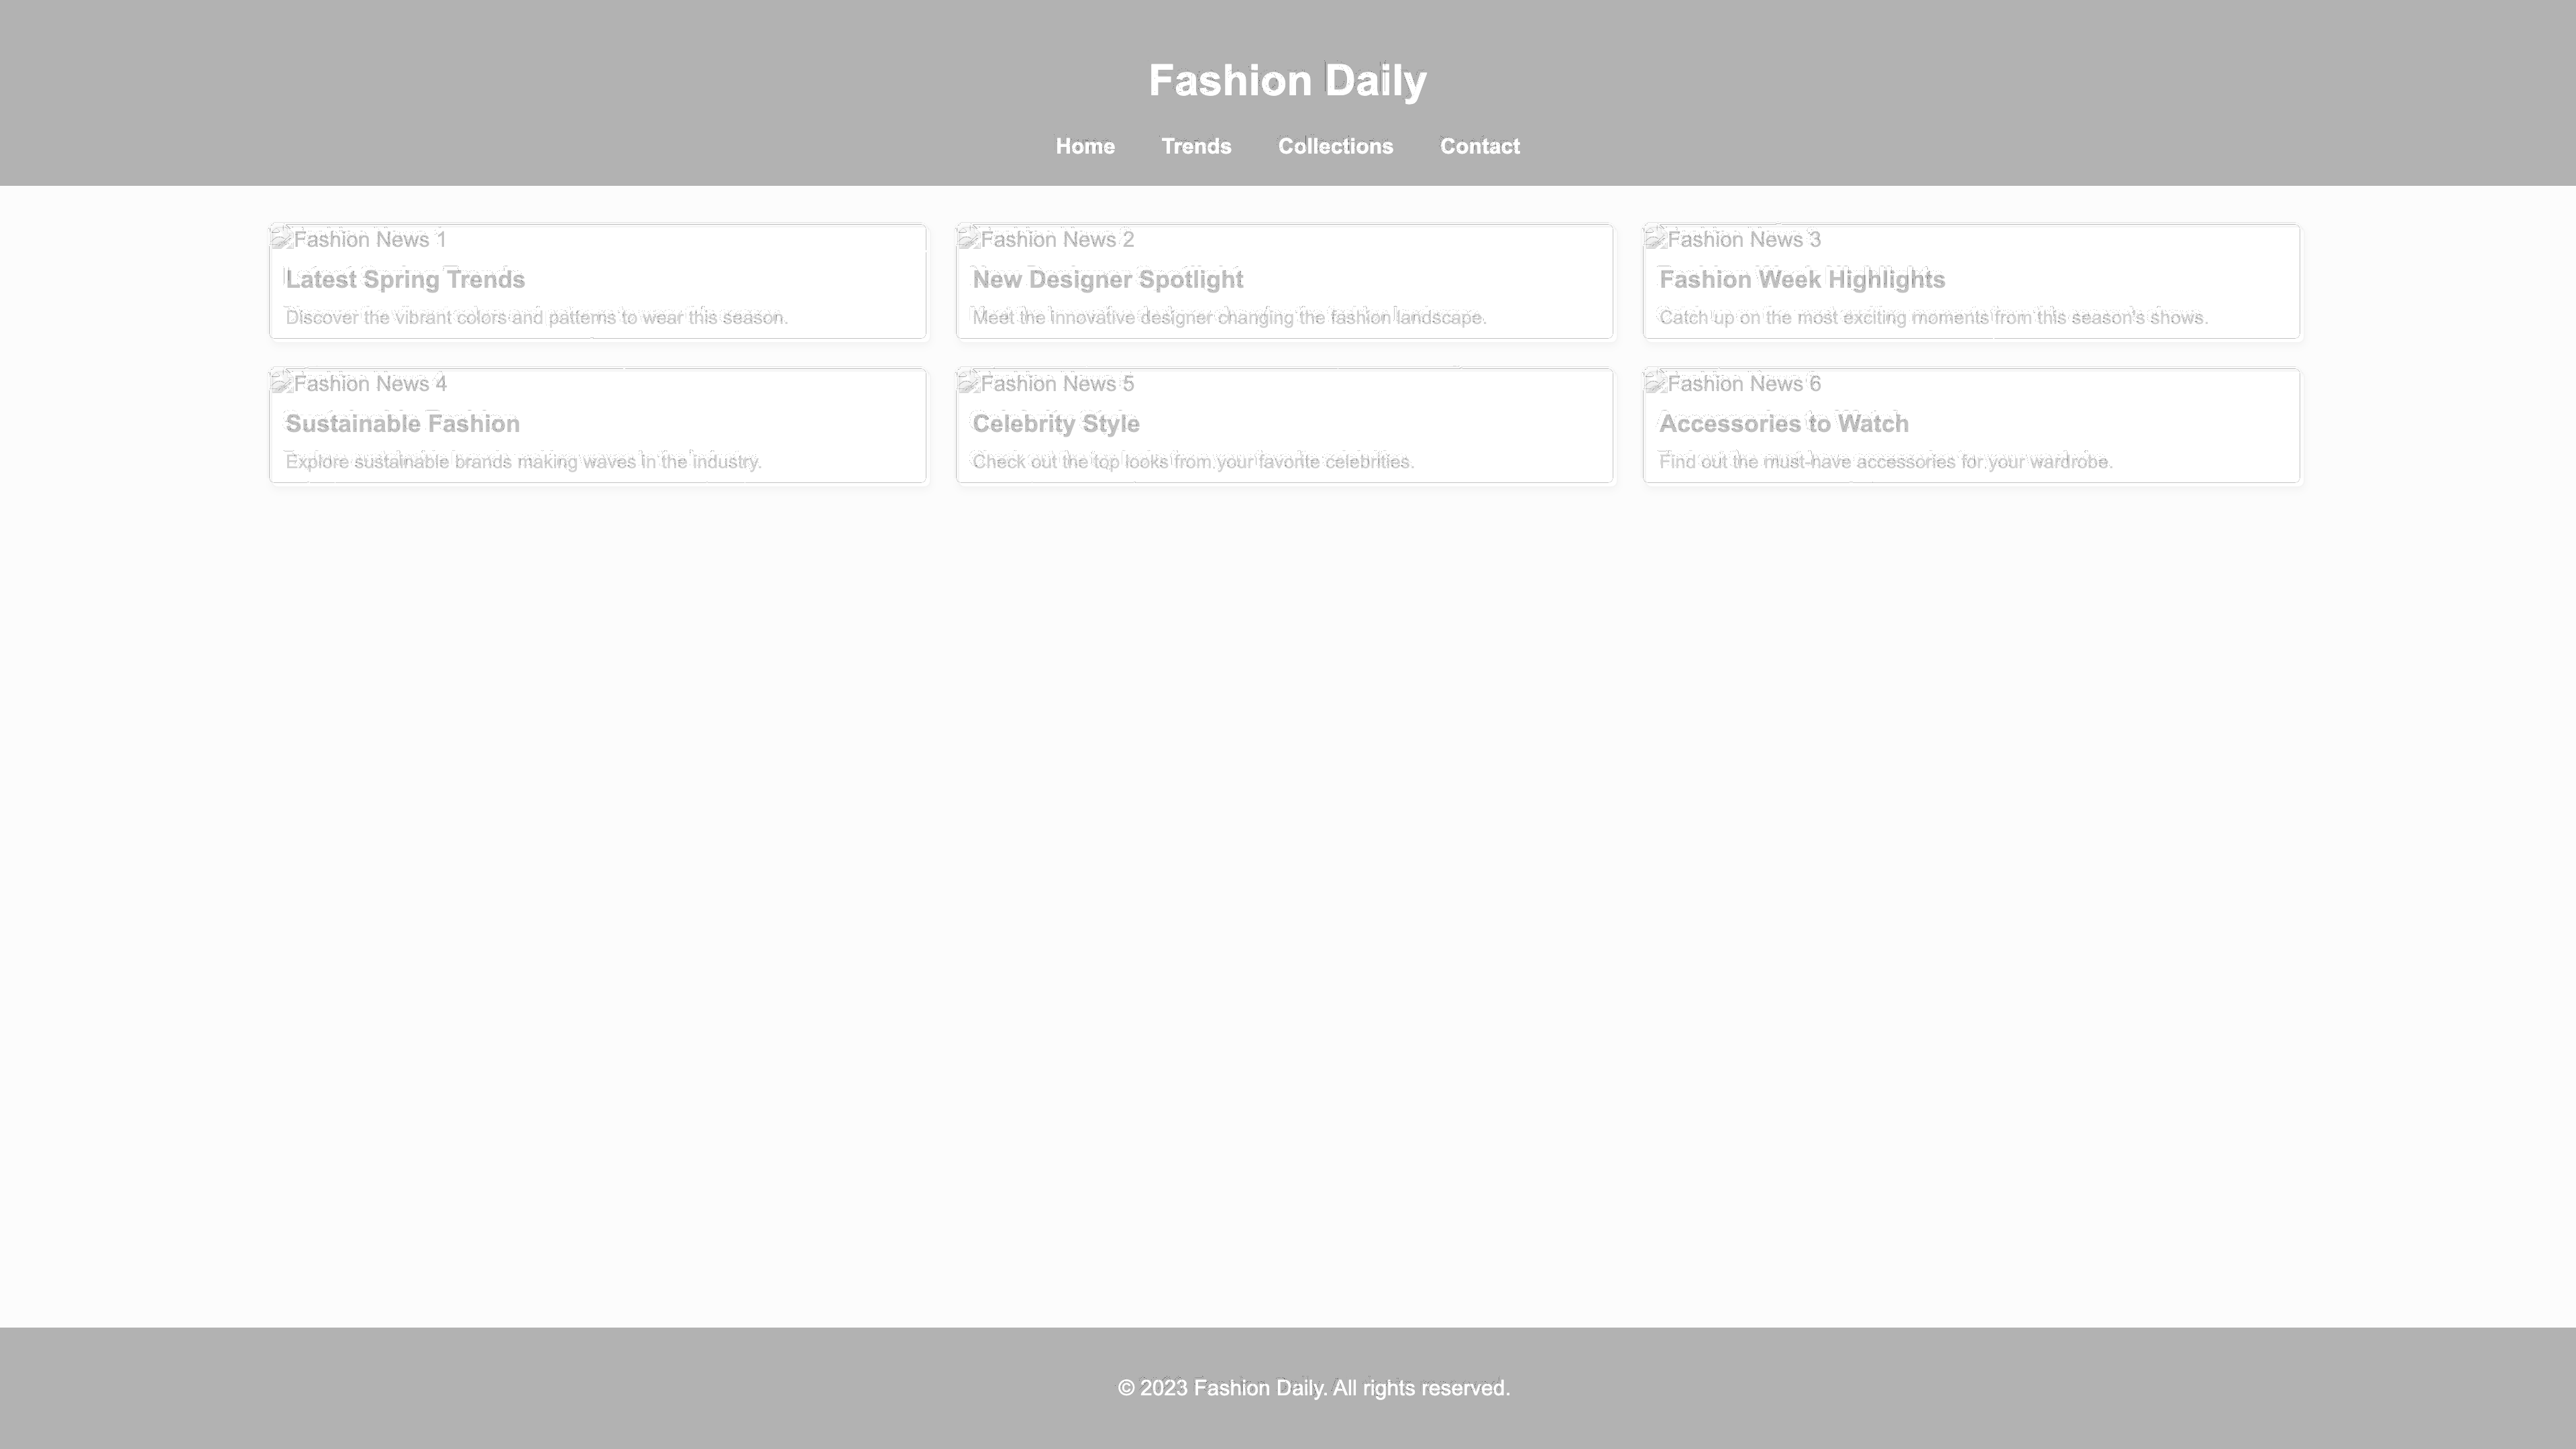 Fashion Daily
Home Trends Collections Contact
Fashion News 1
Latest Spring Trends
Discover the vibrant colors and patterns to wear this season.
Fashion News 2
New Designer Spotlight
Meet the innovative designer changing the fashion landscape.
Fashion News 3
Fashion Week Highlights
Catch up on the most exciting moments from this season's shows.
Fashion News 4
Sustainable Fashion
Explore sustainable brands making waves in the industry.
Fashion News 5
Celebrity Style
Check out the top looks from your favorite celebrities.
Fashion News 6
Accessories to Watch
Find out the must-have accessories for your wardrobe.
© 2023 Fashion Daily. All rights reserved.